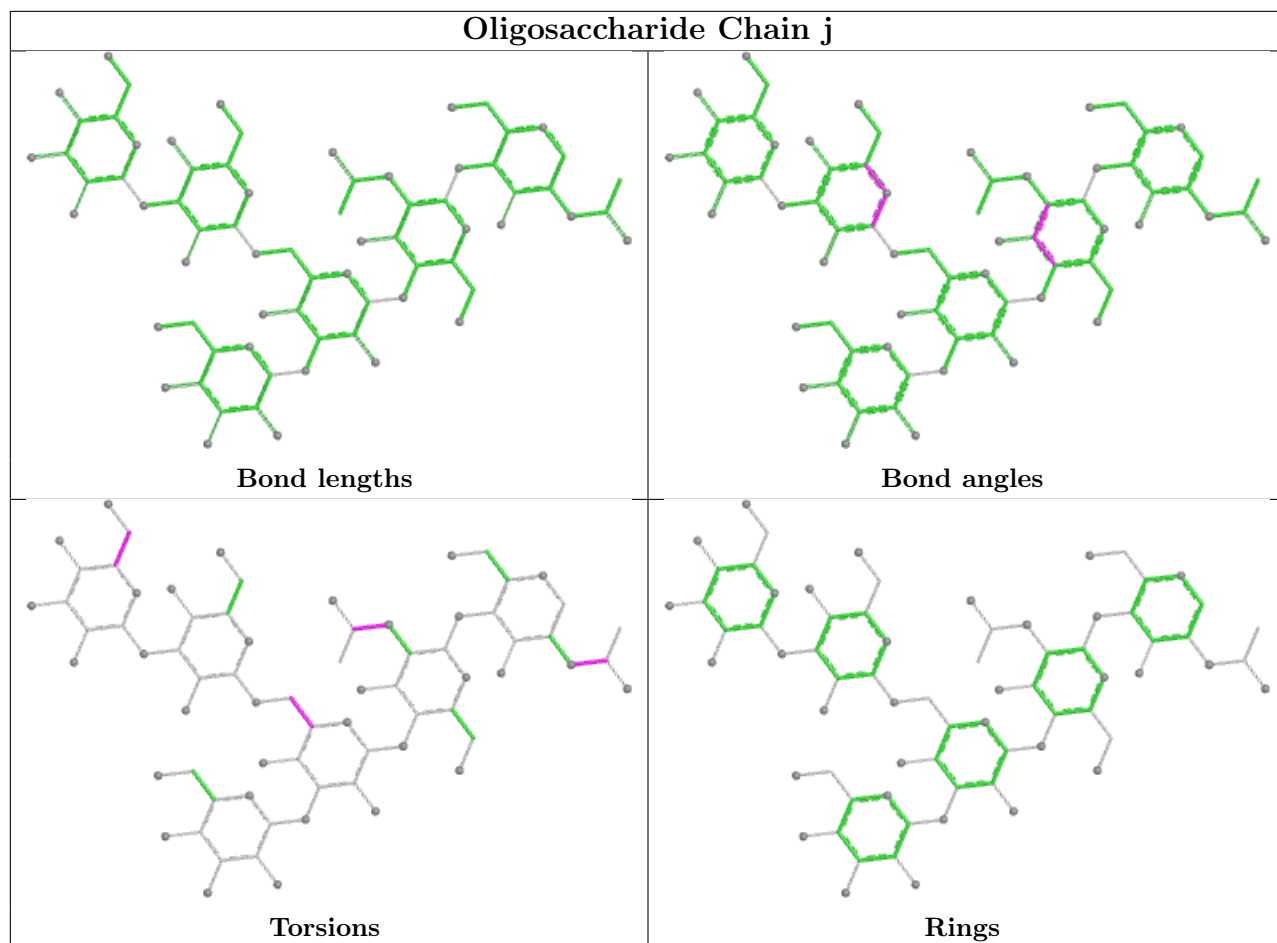 Oligosaccharide Chain j
Bond lengths
Bond angles
Torsions
Rings